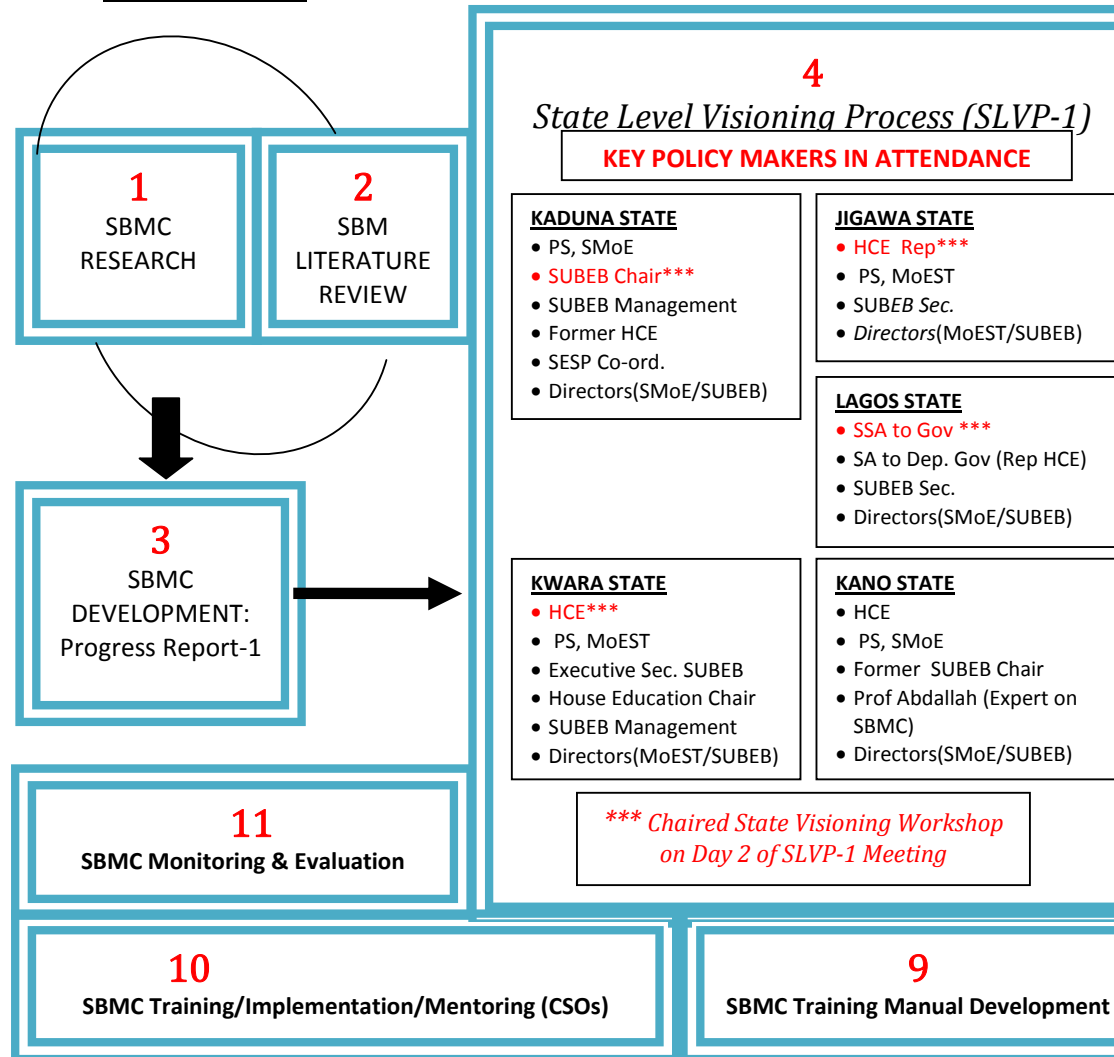 1
SBMC
RESEARCH
2
SBM
LITERATURE
REVIEW
3
SBMC
DEVELOPMENT:
Progress Report-1
4
State Level Visioning Process (SLVP-1)
KEY POLICY MAKERS IN ATTENDANCE
KADUNA STATE
• PS, SMoE
• SUBEB Chair***
• SUBEB Management
• Former HCE
• SESP Co-ord.
• Directors(SMoE/SUBEB)
JIGAWA STATE
• HCE Rep***
• PS, MoEST
• SUBEB Sec.
• Directors(MoEST/SUBEB)
LAGOS STATE
• SSA to Gov ***
• SA to Dep. Gov (Rep HCE)
• SUBEB Sec.
• Directors(SMoE/SUBEB)
KWARA STATE
• HCE***
• PS, MoEST
• Executive Sec. SUBEB
• House Education Chair
• SUBEB Management
• Directors(MoEST/SUBEB)
KANO STATE
• HCE
• PS, SMoE
• Former SUBEB Chair
• Prof Abdallah (Expert on
SBMC)
• Directors(SMoE/SUBEB)
*** Chaired State Visioning Workshop
on Day 2 of SLVP-1 Meeting
11
SBMC Monitoring & Evaluation
10
SBMC Training/Implementation/Mentoring (CSOs)
9
SBMC Training Manual Development